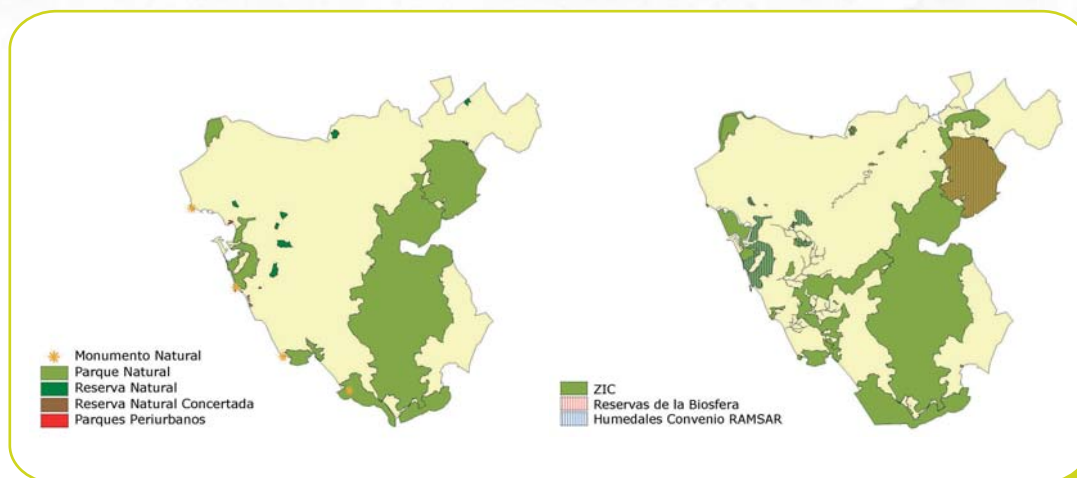 Monumento Natural
Parque Natural
Reserva Natural
Reserva Natural Concertada
Parques Periurbanos
ZIC
Reservas de la Biosfera
Humedales Convenio RAMSAR